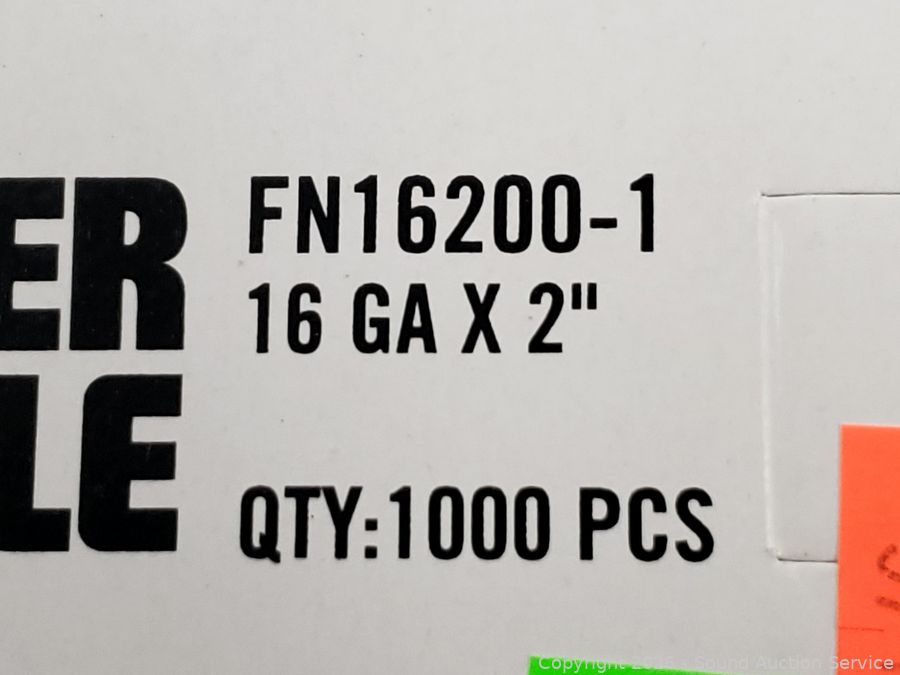 ER
LE
FN16200-1
16 GA X 2"
QTY:1000 PCS
Sound Auction Service